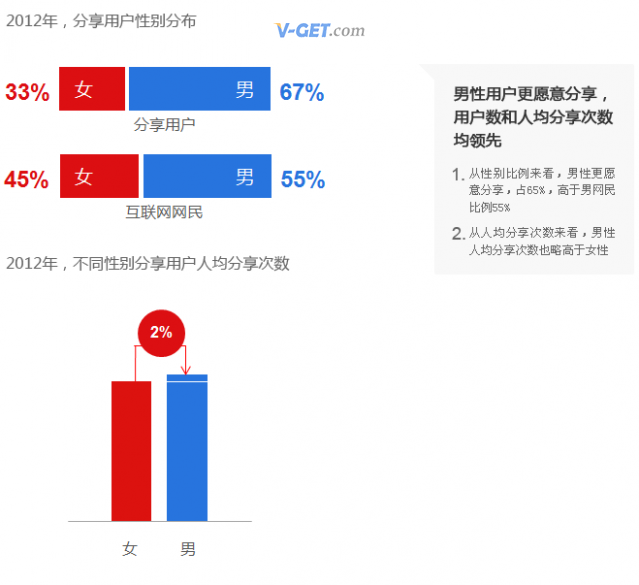 2012年，分享用户性别分布
V-GET.com
33% 女 男 67%
分享用户
45% 女 男 55%
互联网网民
男性用户更愿意分享，
用户数和人均分享次数
均领先
1. 从性别比例来看，男性更愿
意分享，占65%，高于男网民
比例55%
2. 从人均分享次数来看，男性
人均分享次数也略高于女性
2012年，不同性别分享用户人均分享次数
2%
女 男